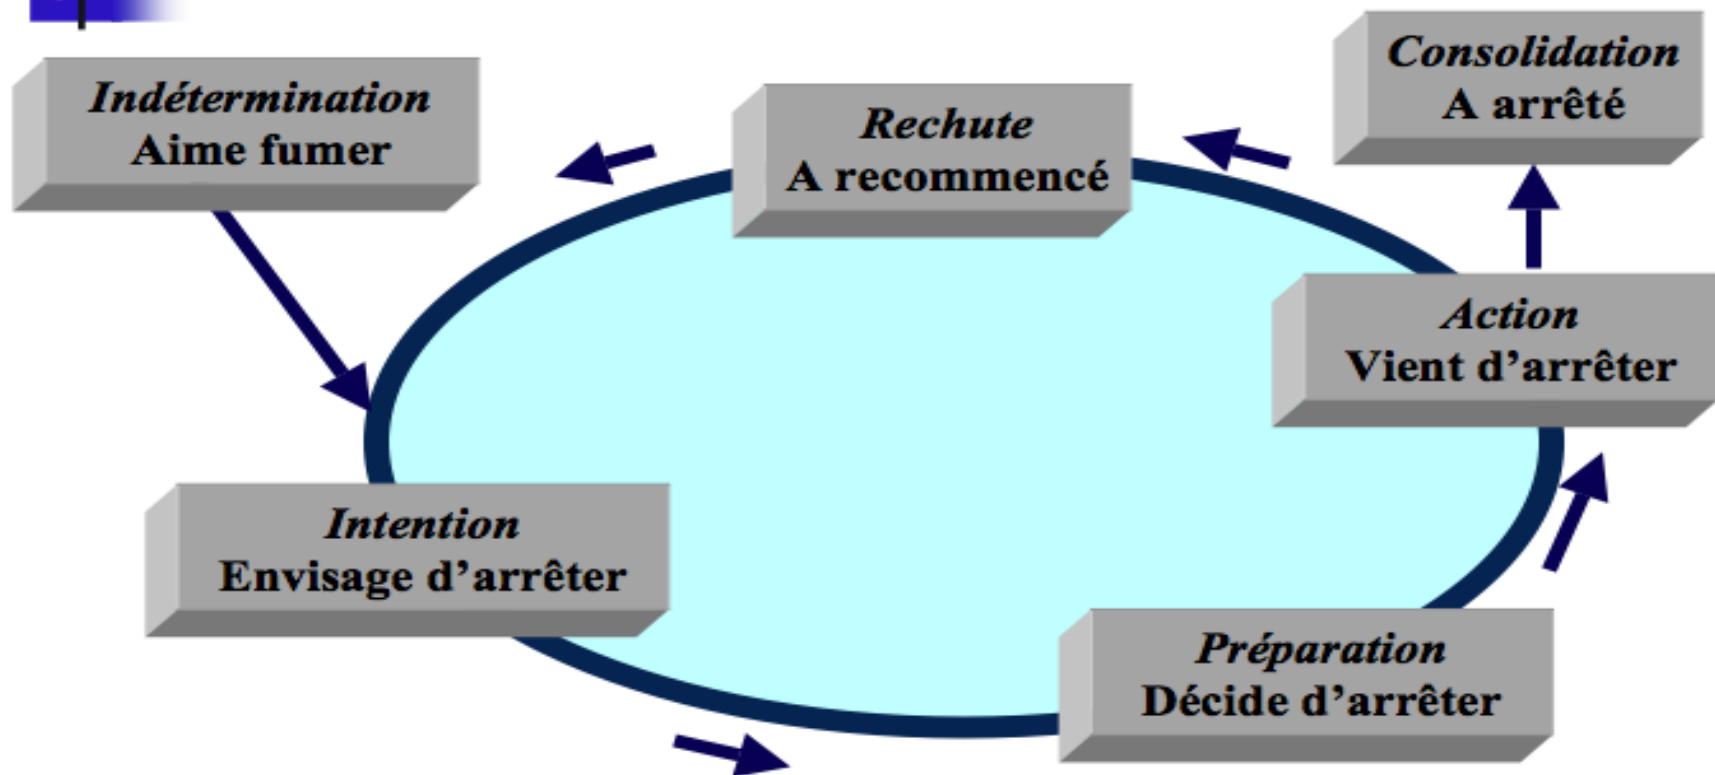 Indétermination
Aime fumer
Rechute
A recommencé
Consolidation
A arrêté
Action
Vient d’arrêter
Intention
Envisage d’arrêter
Préparation
Décide d’arrêter